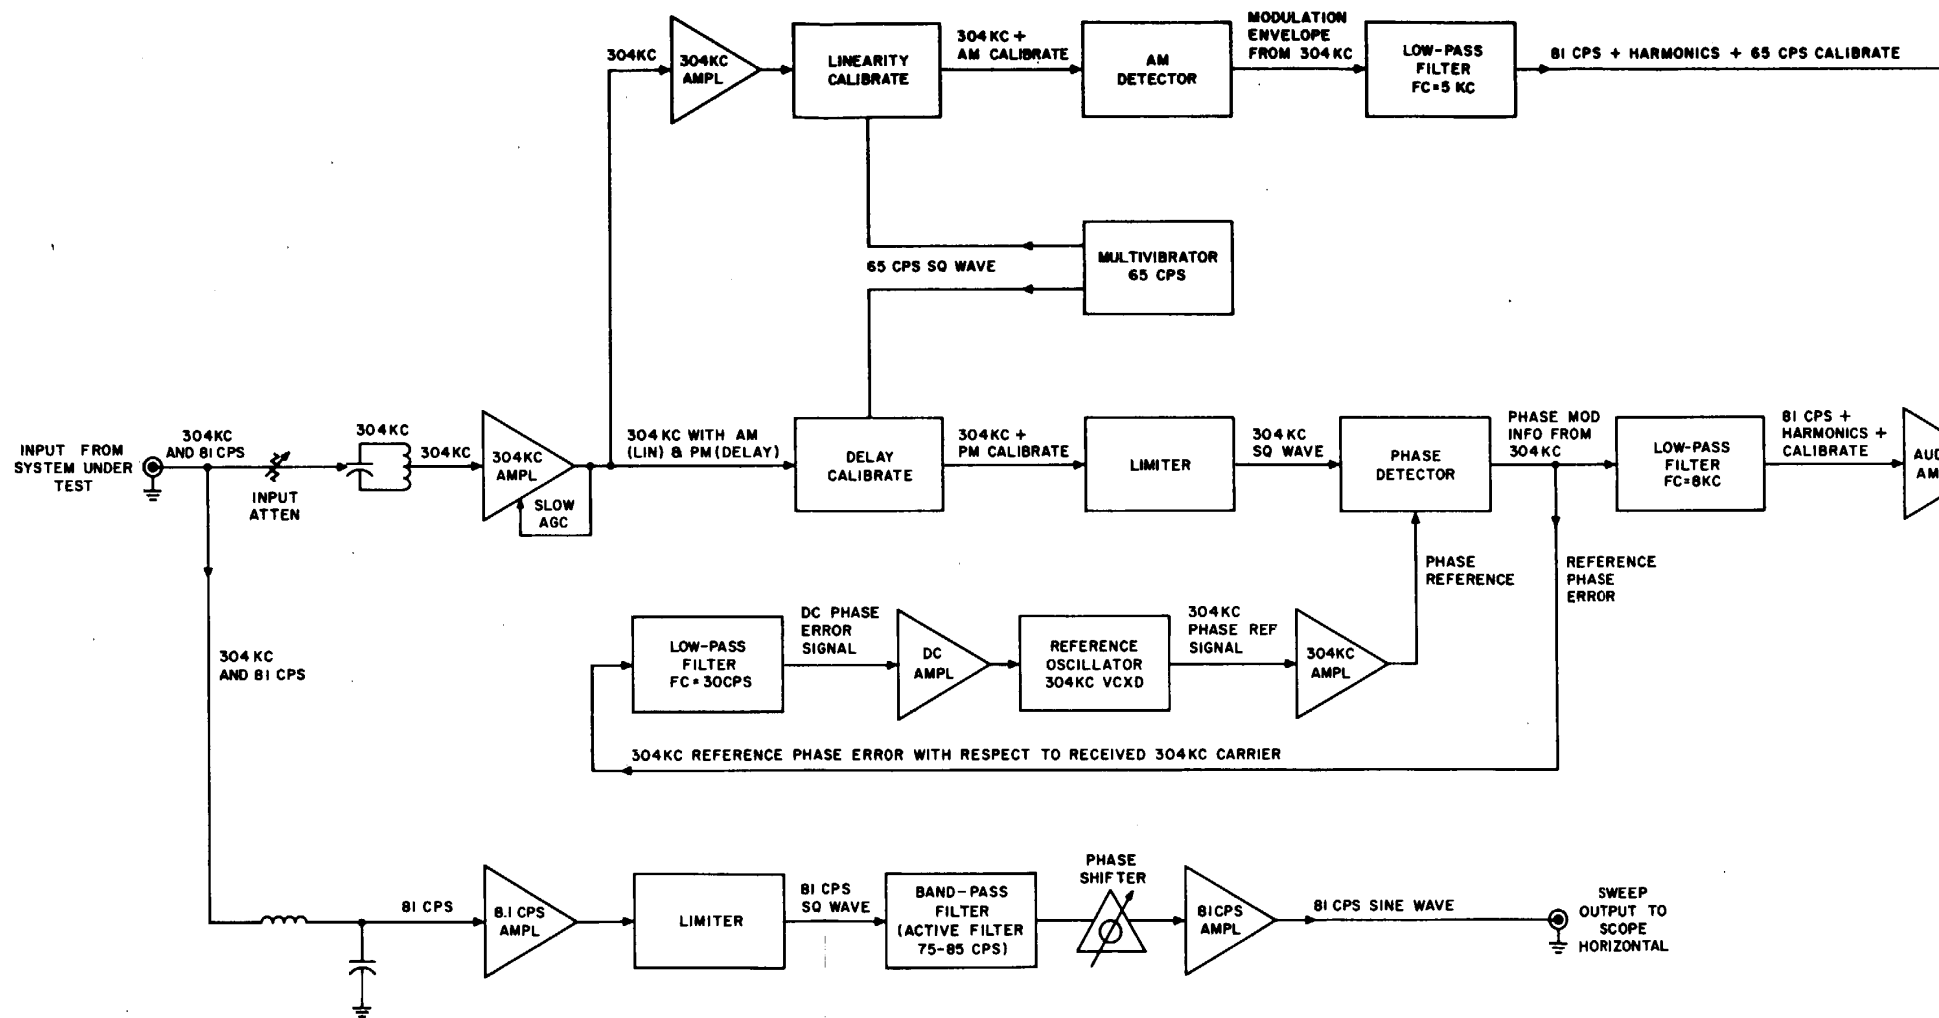 304KC
304KC
AMPL
LINEARITY
CALIBRATE
304KC +
AM CALIBRATE
AM
DETECTOR
MODULATION
ENVELOPE
FROM 304KC
LOW-PASS
FILTER
FC=5 KC
81 CPS + HARMONICS + 65 CPS CALIBRATE
65 CPS SQ WAVE
MULTIVIBRATOR
65 CPS
INPUT FROM
SYSTEM UNDER
TEST
304KC
AND 81 CPS
INPUT
ATTEN
304KC
304KC
304KC
AMPL
SLOW
AGC
304KC WITH AM
(LIN) & PM (DELAY)
DELAY
CALIBRATE
304KC +
PM CALIBRATE
LIMITER
304KC
SQ WAVE
PHASE
DETECTOR
PHASE MOD
INFO FROM
304KC
LOW-PASS
FILTER
FC=8KC
81 CPS +
HARMONICS +
CALIBRATE
AUD
AM
PHASE
REFERENCE
REFERENCE
PHASE
ERROR
304 KC
AND 81 CPS
LOW-PASS
FILTER
FC = 30CPS
DC PHASE
ERROR
SIGNAL
DC
AMPL
REFERENCE
OSCILLATOR
304KC VCXD
304KC
PHASE REF
SIGNAL
304KC
AMPL
304KC REFERENCE PHASE ERROR WITH RESPECT TO RECEIVED 304KC CARRIER
81 CPS
8.1 CPS
AMPL
LIMITER
81 CPS
SQ WAVE
BAND-PASS
FILTER
(ACTIVE FILTER
75-85 CPS)
PHASE
SHIFTER
81CPS
AMPL
81 CPS SINE WAVE
SWEEP
OUTPUT TO
SCOPE
HORIZONTAL